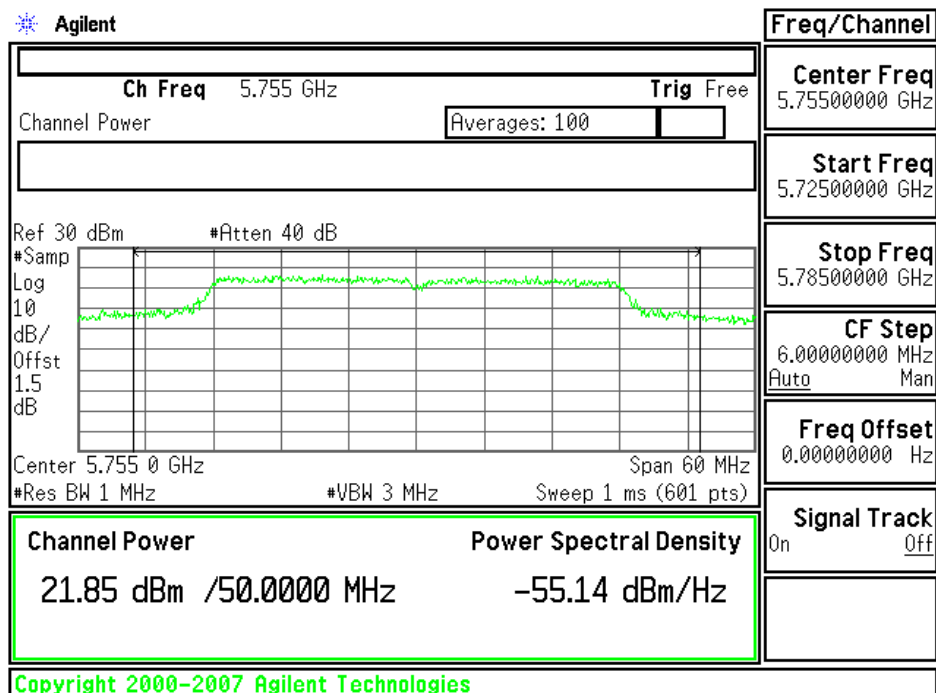 Agilent
Freq/Channel
Ch Freq 5.755 GHz Trig Free
Channel Power Averages: 100
Ref 30 dBm #Atten 40 dB
#Samp
Log
10
dB/
Offst
1.5
dB
Center 5.755 0 GHz Span 60 MHz
#Res BW 1 MHz #VBW 3 MHz Sweep 1 ms (601 pts)
Channel Power Power Spectral Density
21.85 dBm /50.0000 MHz -55.14 dBm/Hz
Center Freq
5.75500000 GHz
Start Freq
5.72500000 GHz
Stop Freq
5.78500000 GHz
CF Step
6.00000000 MHz
Auto Man
Freq Offset
0.00000000 Hz
Signal Track
On Off
Copyright 2000-2007 Agilent Technologies